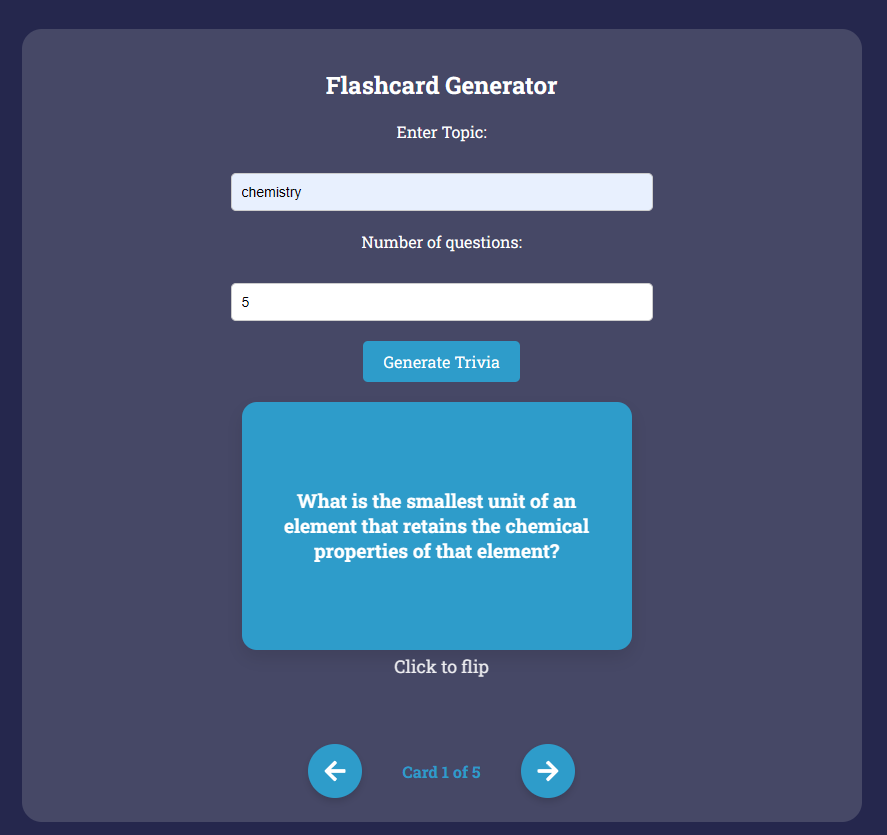 Flashcard Generator
Enter Topic:
chemistry
Number of questions:
5
Generate Trivia
What is the smallest unit of an
element that retains the chemical
properties of that element?
Click to flip
Card 1 of 5